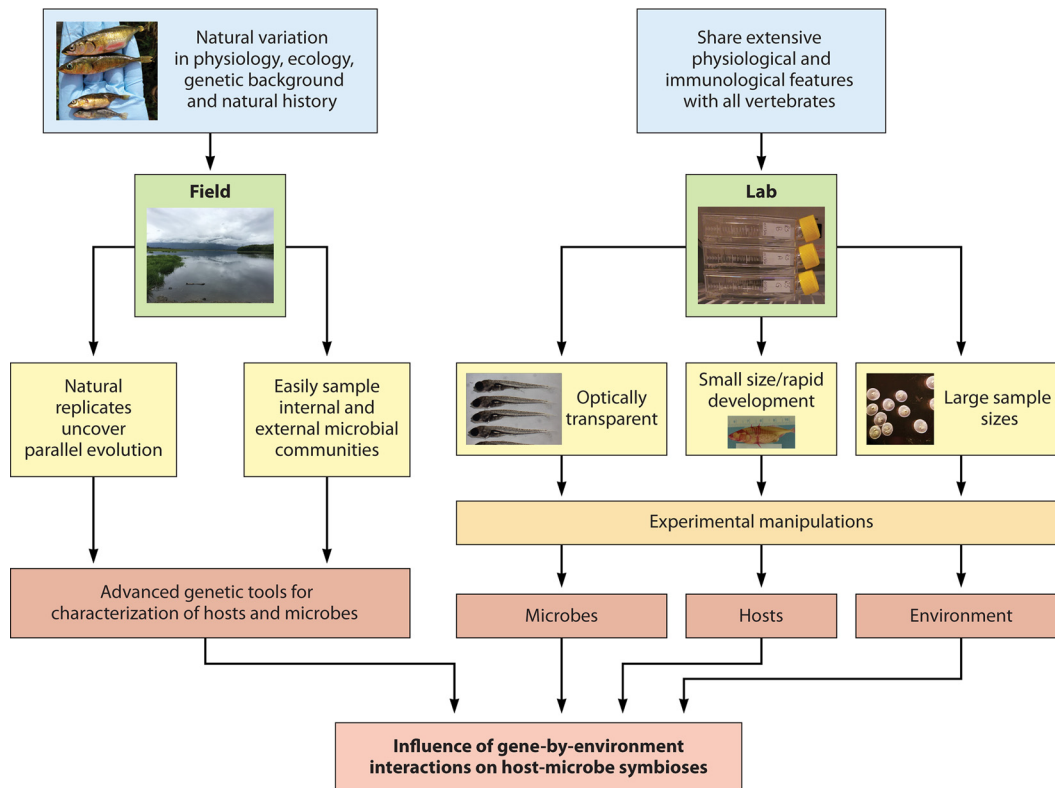 Natural variation
in physiology, ecology,
genetic background
and natural history
Share extensive
physiological and
immunological features
with all vertebrates
Field
Lab
Natural
replicates
uncover
parallel evolution
Easily sample
internal and
external microbial
communities
Optically
transparent
Small size/rapid
development
Large sample
sizes
Experimental manipulations
Advanced genetic tools for
characterization of hosts and microbes
Microbes
Hosts
Environment
Influence of gene-by-environment
interactions on host-microbe symbioses